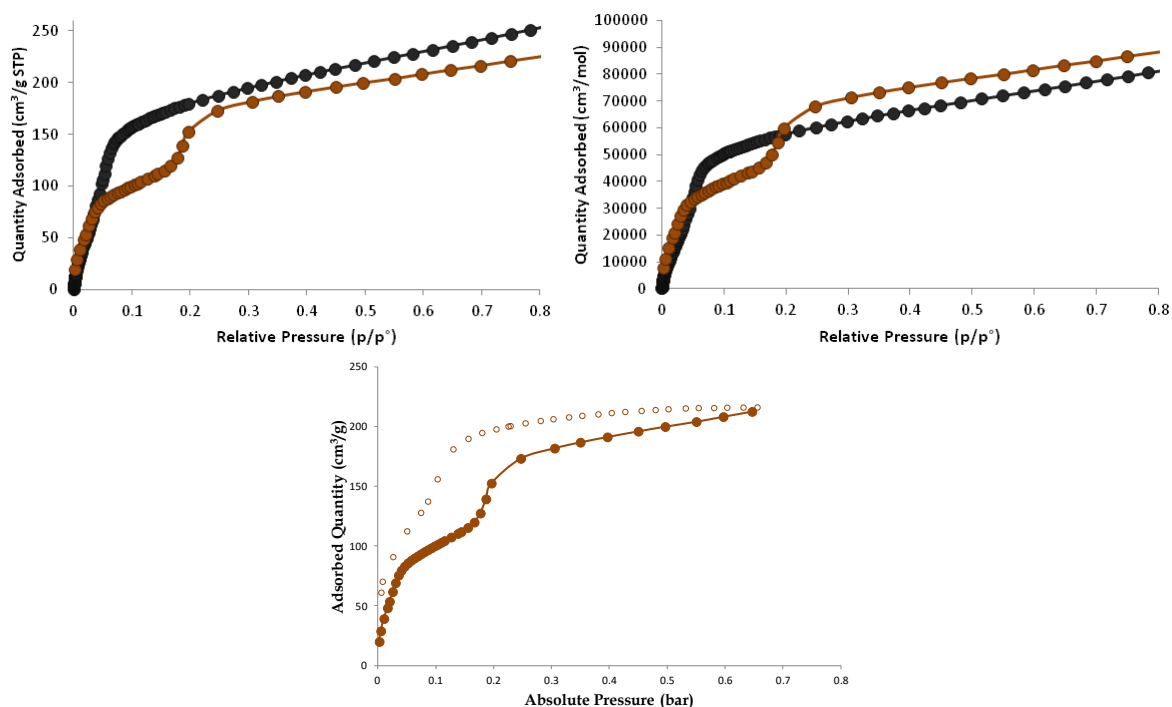 250
200
150
100
50
0
Quantity Adsorbed (cm³/g STP)
0 0.1 0.2 0.3 0.4 0.5 0.6 0.7 0.8
Relative Pressure (p/p°)
100000
90000
80000
70000
60000
50000
40000
30000
20000
10000
0
Quantity Adsorbed (cm³/mol)
0 0.1 0.2 0.3 0.4 0.5 0.6 0.7 0.8
Relative Pressure (p/p°)
250
200
150
100
50
0
Adsorbed Quantity (cm³/g)
0 0.1 0.2 0.3 0.4 0.5 0.6 0.7 0.8
Absolute Pressure (bar)